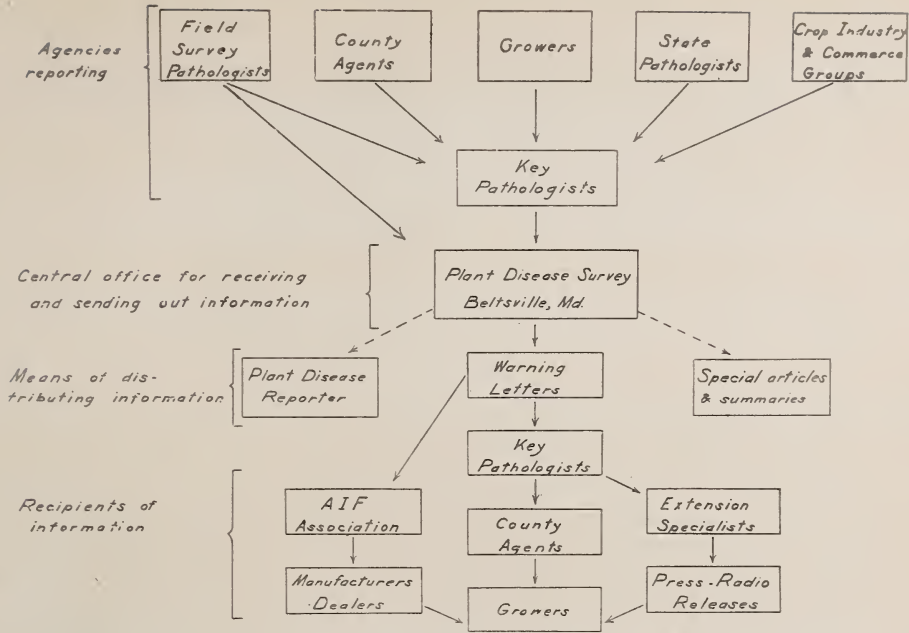 Agencies
reporting
Field
Survey
Pathologists
County
Agents
Growers
State
Pathologists
Crop Industry
& Commerce
Groups
Key
Pathologists
Central office for receiving
and sending out information
Plant Disease Survey
Beltsville, Md.
Means of dis-
tributing information
Plant Disease
Reporter
Warning
Letters
Special articles
& summaries
Key
Pathologists
Recipients of
information
AIF
Association
County
Agents
Extension
Specialists
Manufacturers
Dealers
Growers
Press-Radio
Releases